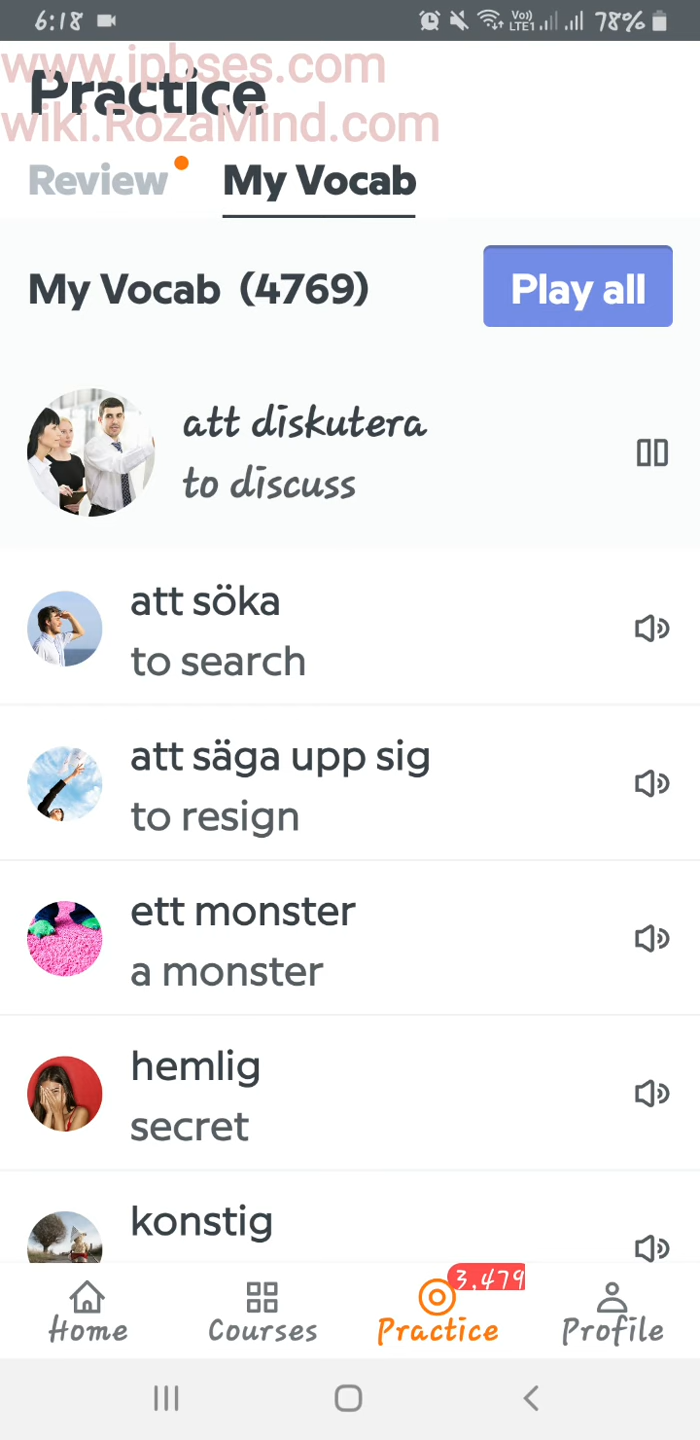 6:18
Vo)) LTE1 78%
www.ipbses.com
Practice
wiki.RozaMind.com
Review My Vocab
My Vocab (4769) Play all
att diskutera
to discuss
att söka
to search
att säga upp sig
to resign
ett monster
a monster
hemlig
secret
konstig
3,479
Home Courses Practice Profile